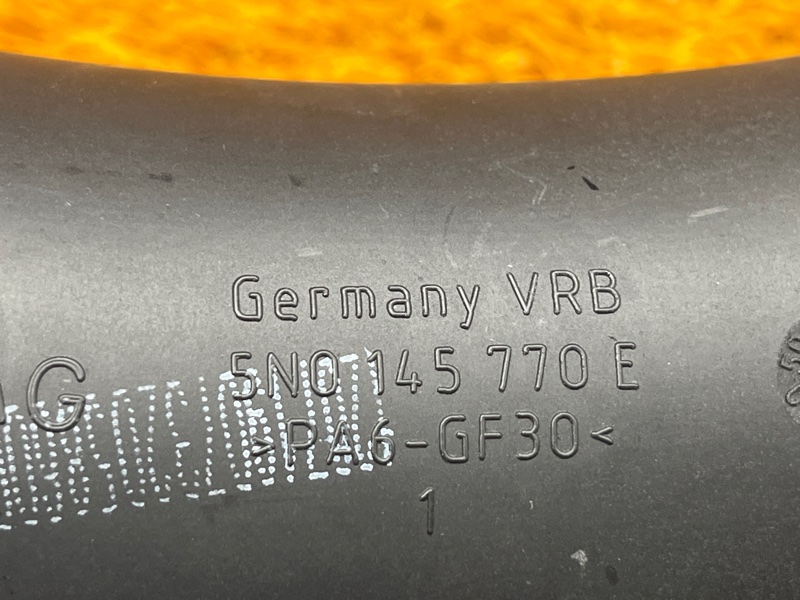 Germany VRB
5N0 145 770 E
>PA6-GF30<
1